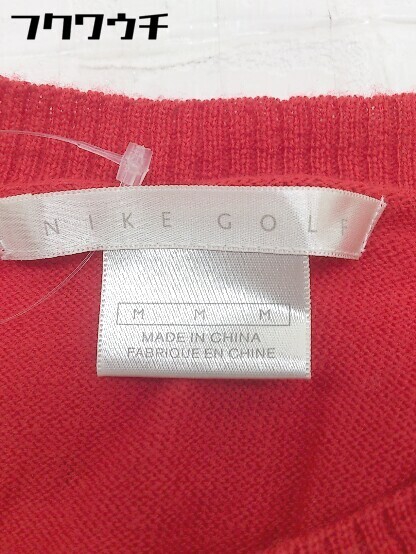 フクワウチ
NIKE GOLF
M M M
MADE IN CHINA
FABRIQUE EN CHINE